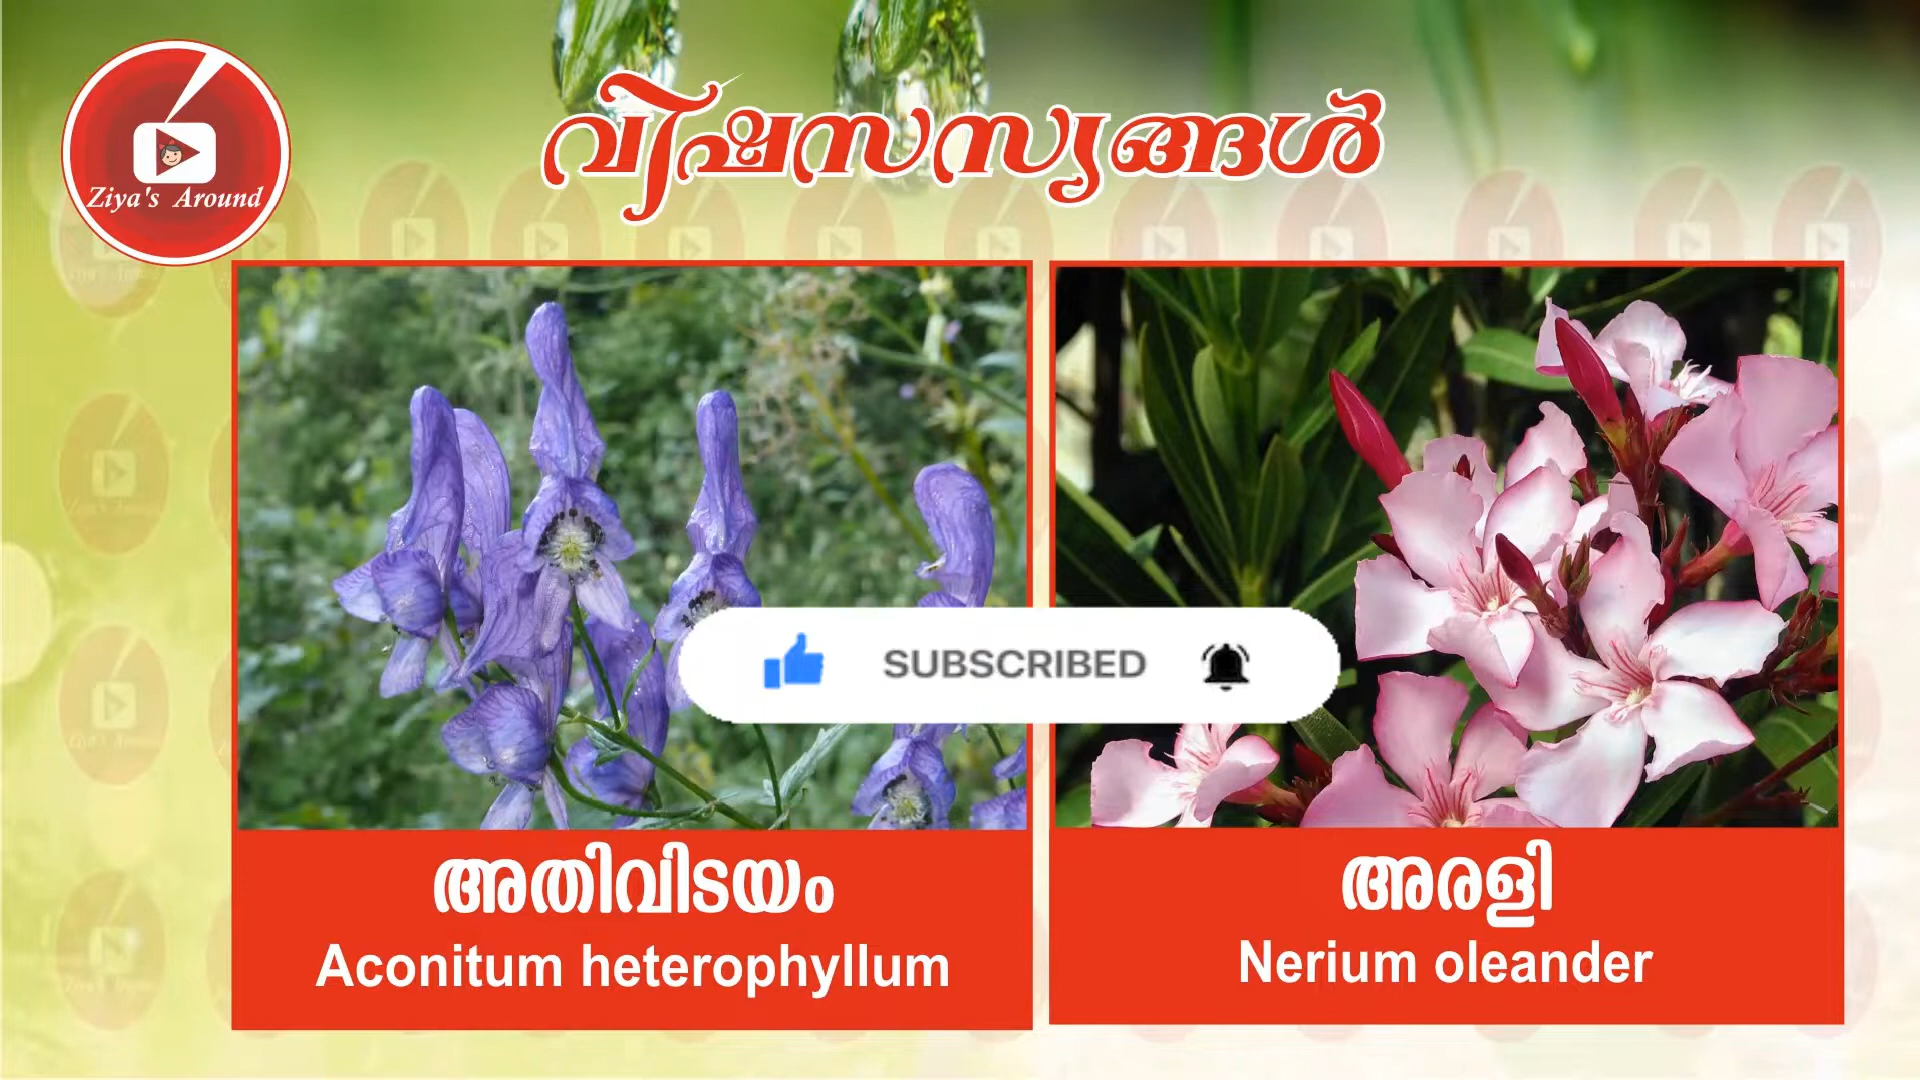 Ziya's Around
വിഷസസ്യങ്ങൾ
SUBSCRIBED
അതിവിടയം
Aconitum heterophyllum
അരളി
Nerium oleander